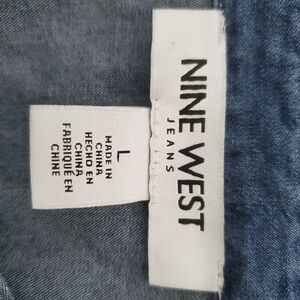 NINE WEST
JEANS
L
MADE IN
CHINA
HECHO EN
CHINA
FABRIQUÉ EN
CHINE